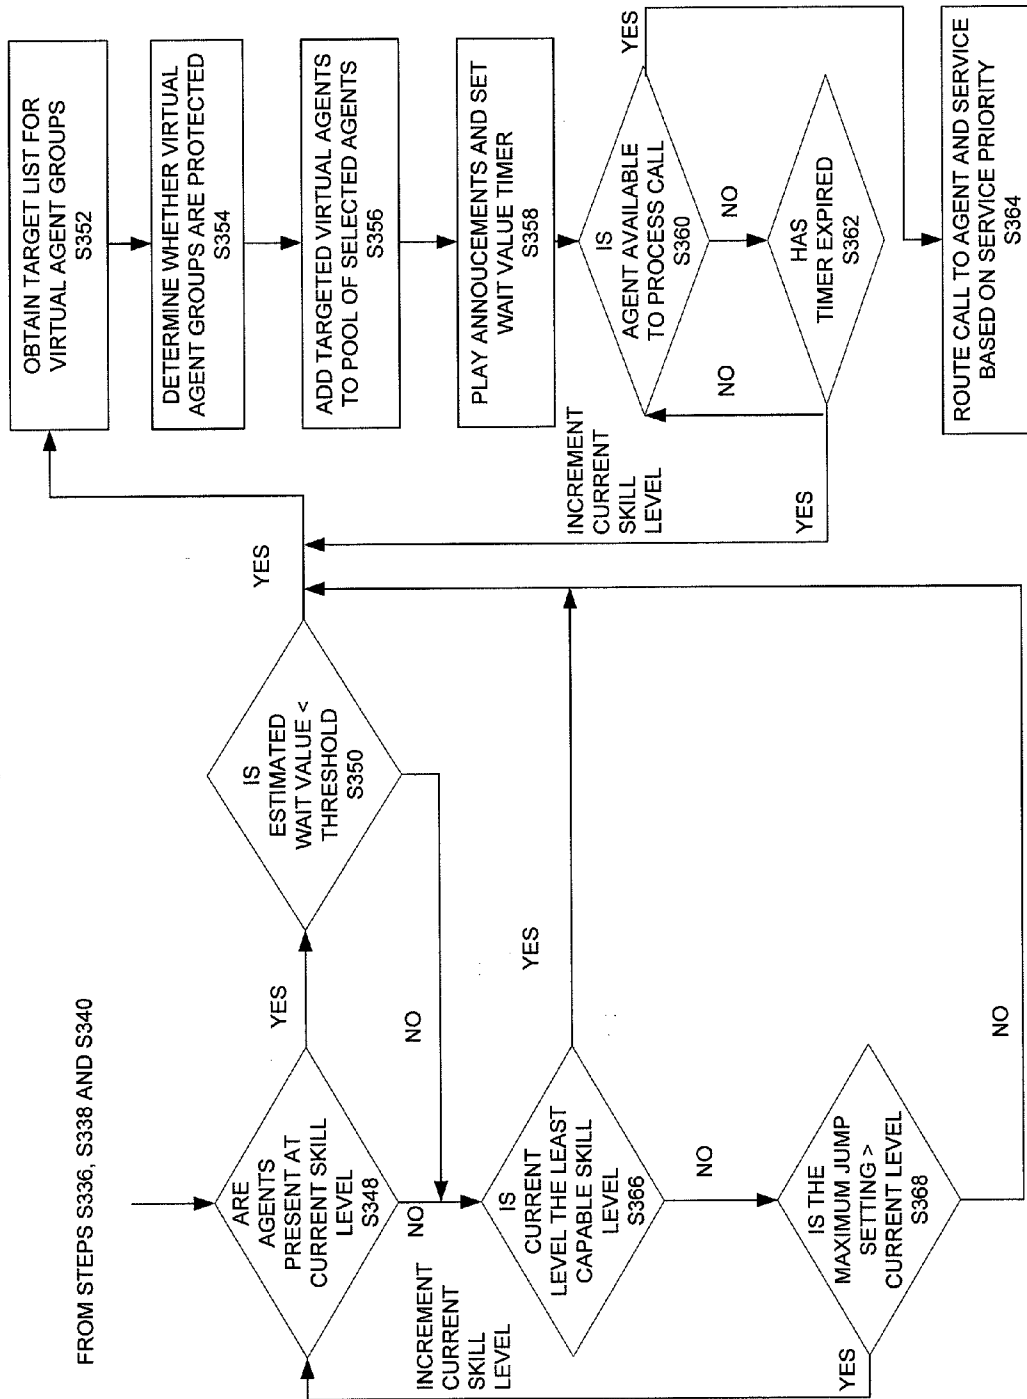 FROM STEPS S336, S338 AND S340
ARE
AGENTS
PRESENT AT
CURRENT SKILL
LEVEL
S348
YES
NO
INCREMENT
CURRENT
SKILL
LEVEL
IS
ESTIMATED
WAIT VALUE <
THRESHOLD
S350
YES
NO
IS
CURRENT
LEVEL THE LEAST
CAPABLE SKILL
LEVEL
S366
YES
NO
IS THE
MAXIMUM JUMP
SETTING >
CURRENT LEVEL
S368
YES
NO
OBTAIN TARGET LIST FOR
VIRTUAL AGENT GROUPS
S352
DETERMINE WHETHER VIRTUAL
AGENT GROUPS ARE PROTECTED
S354
ADD TARGETED VIRTUAL AGENTS
TO POOL OF SELECTED AGENTS
S356
PLAY ANNOUCEMENTS AND SET
WAIT VALUE TIMER
S358
IS
AGENT AVAILABLE
TO PROCESS CALL
S360
YES
NO
HAS
TIMER EXPIRED
S362
NO
YES
INCREMENT
CURRENT
SKILL
LEVEL
ROUTE CALL TO AGENT AND SERVICE
BASED ON SERVICE PRIORITY
S364